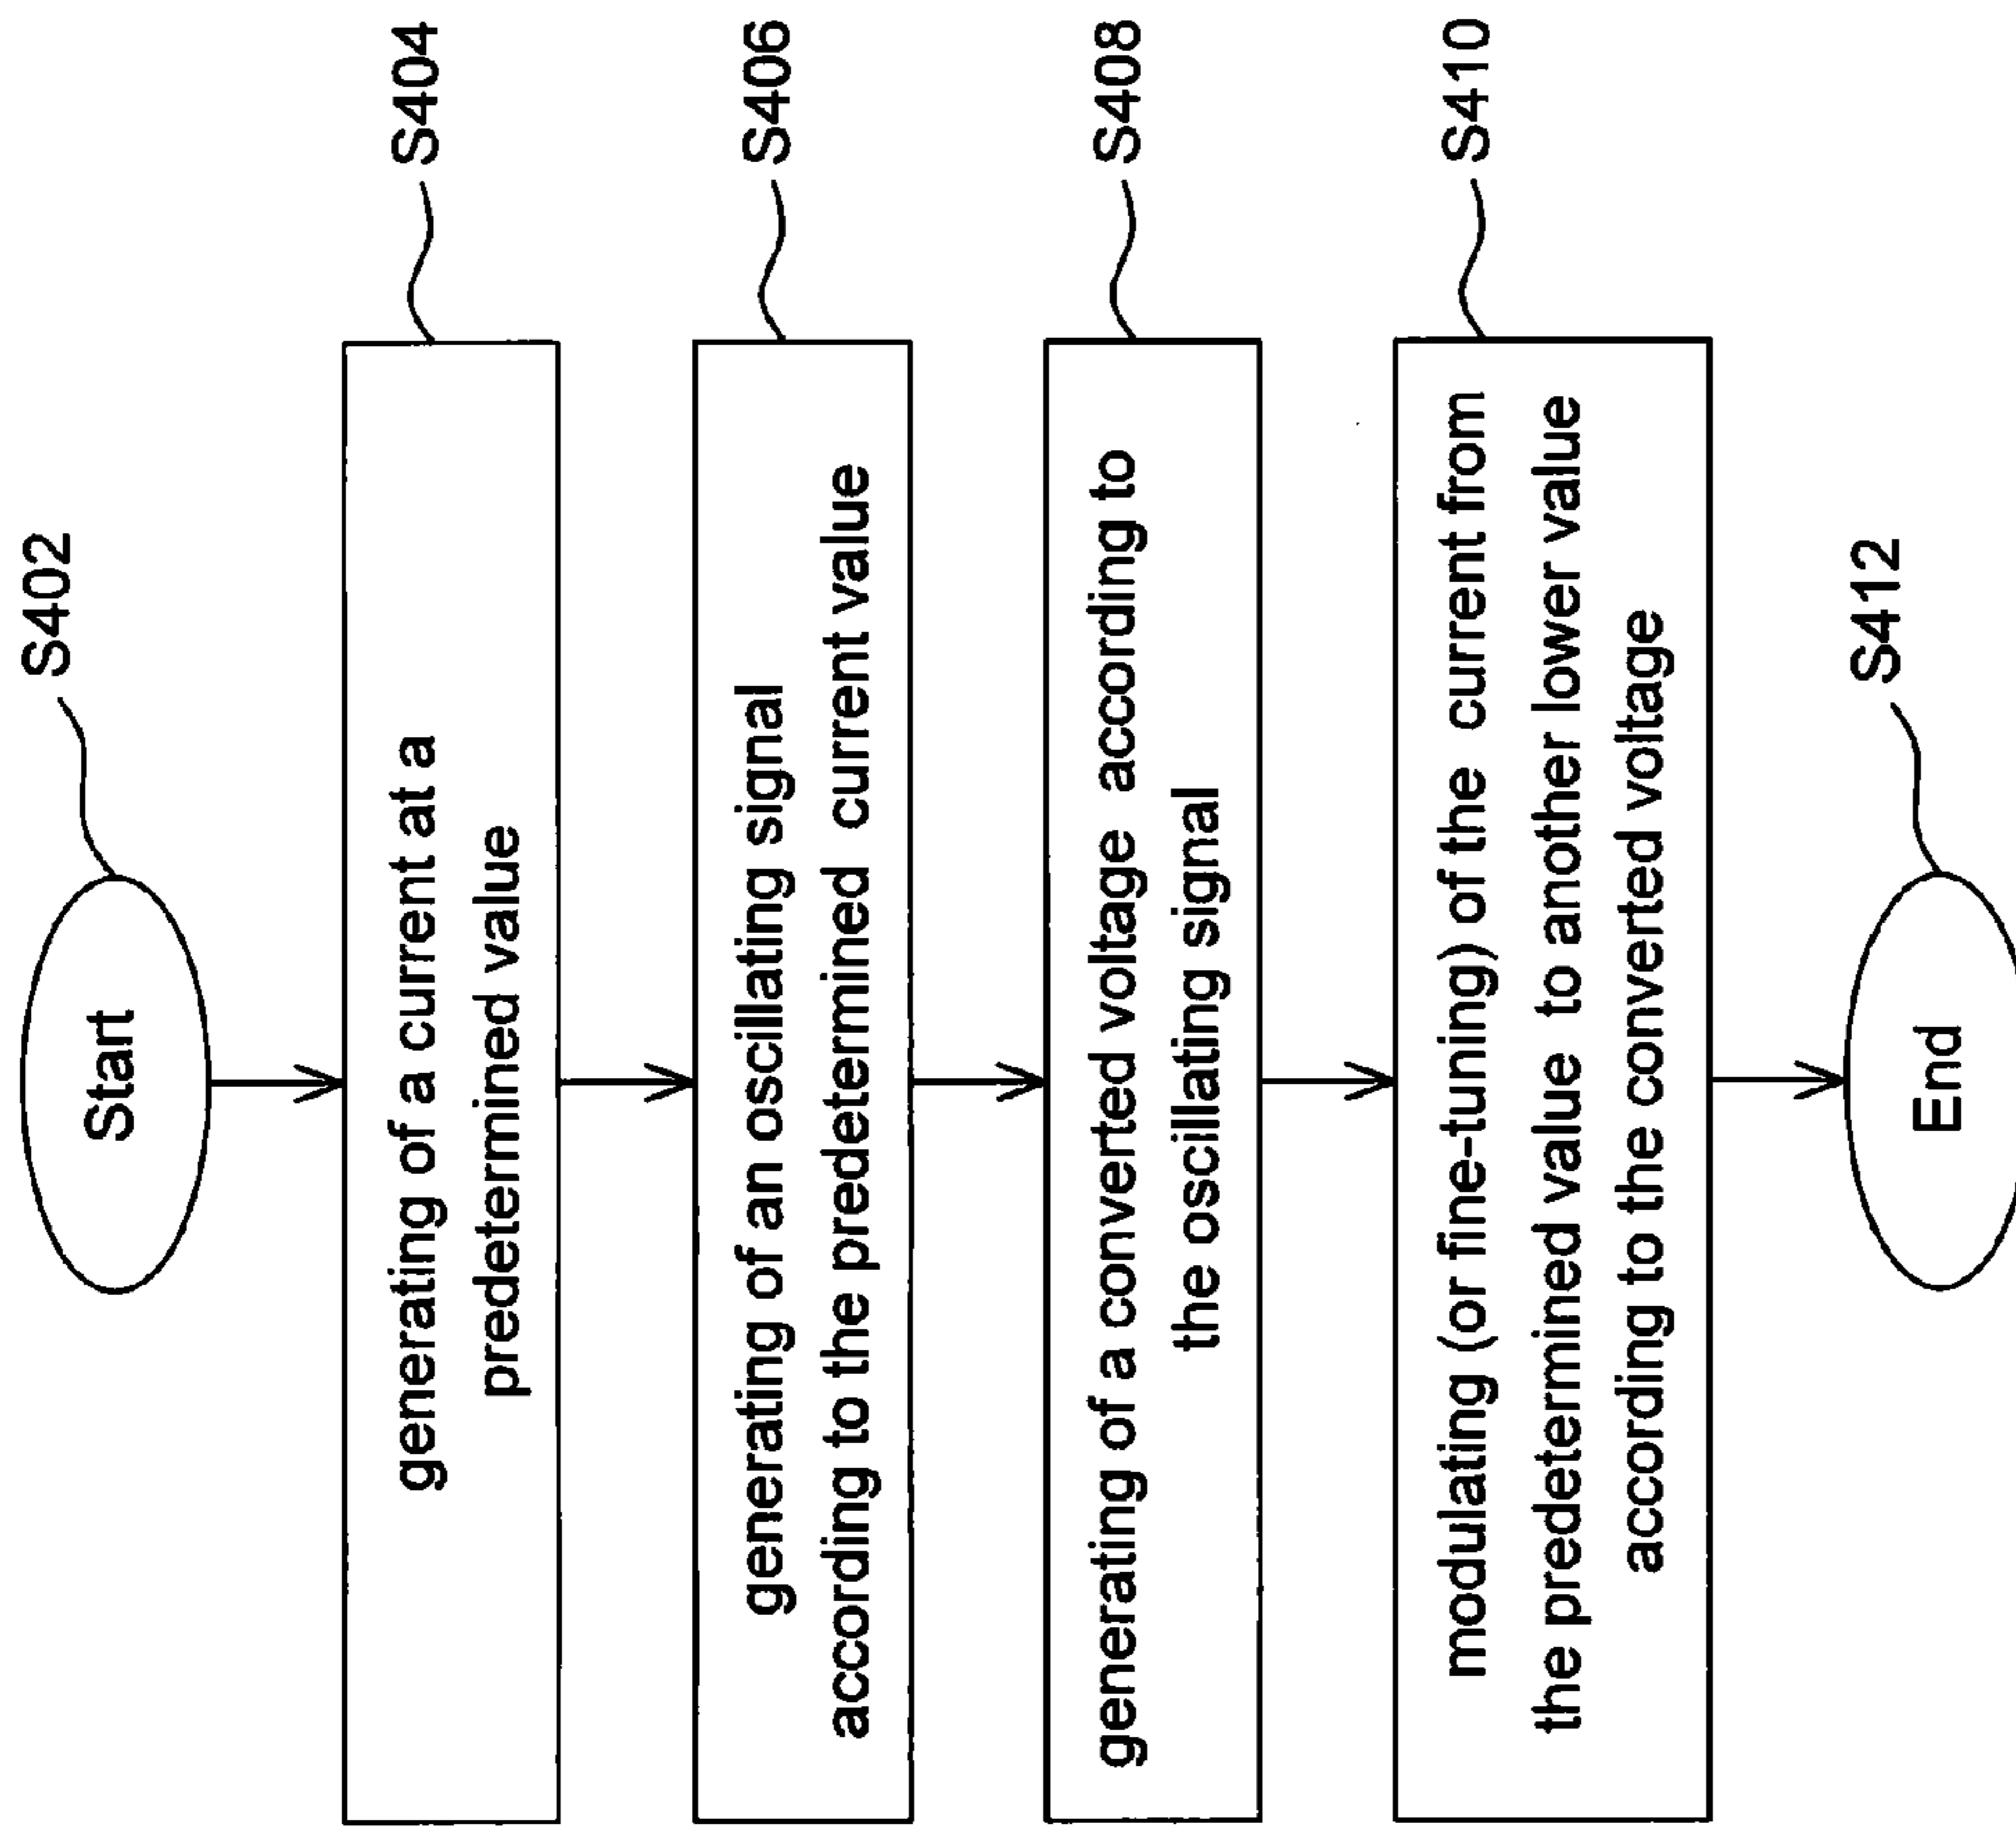 S402
Start
S404
generating of a current at a
predetermined value
S406
generating of an oscillating signal
according to the predetermined current value
S408
generating of a converted voltage according to
the oscillating signal
S410
modulating (or fine-tuning) of the current from
the predetermined value to another lower value
according to the converted voltage
S412
End